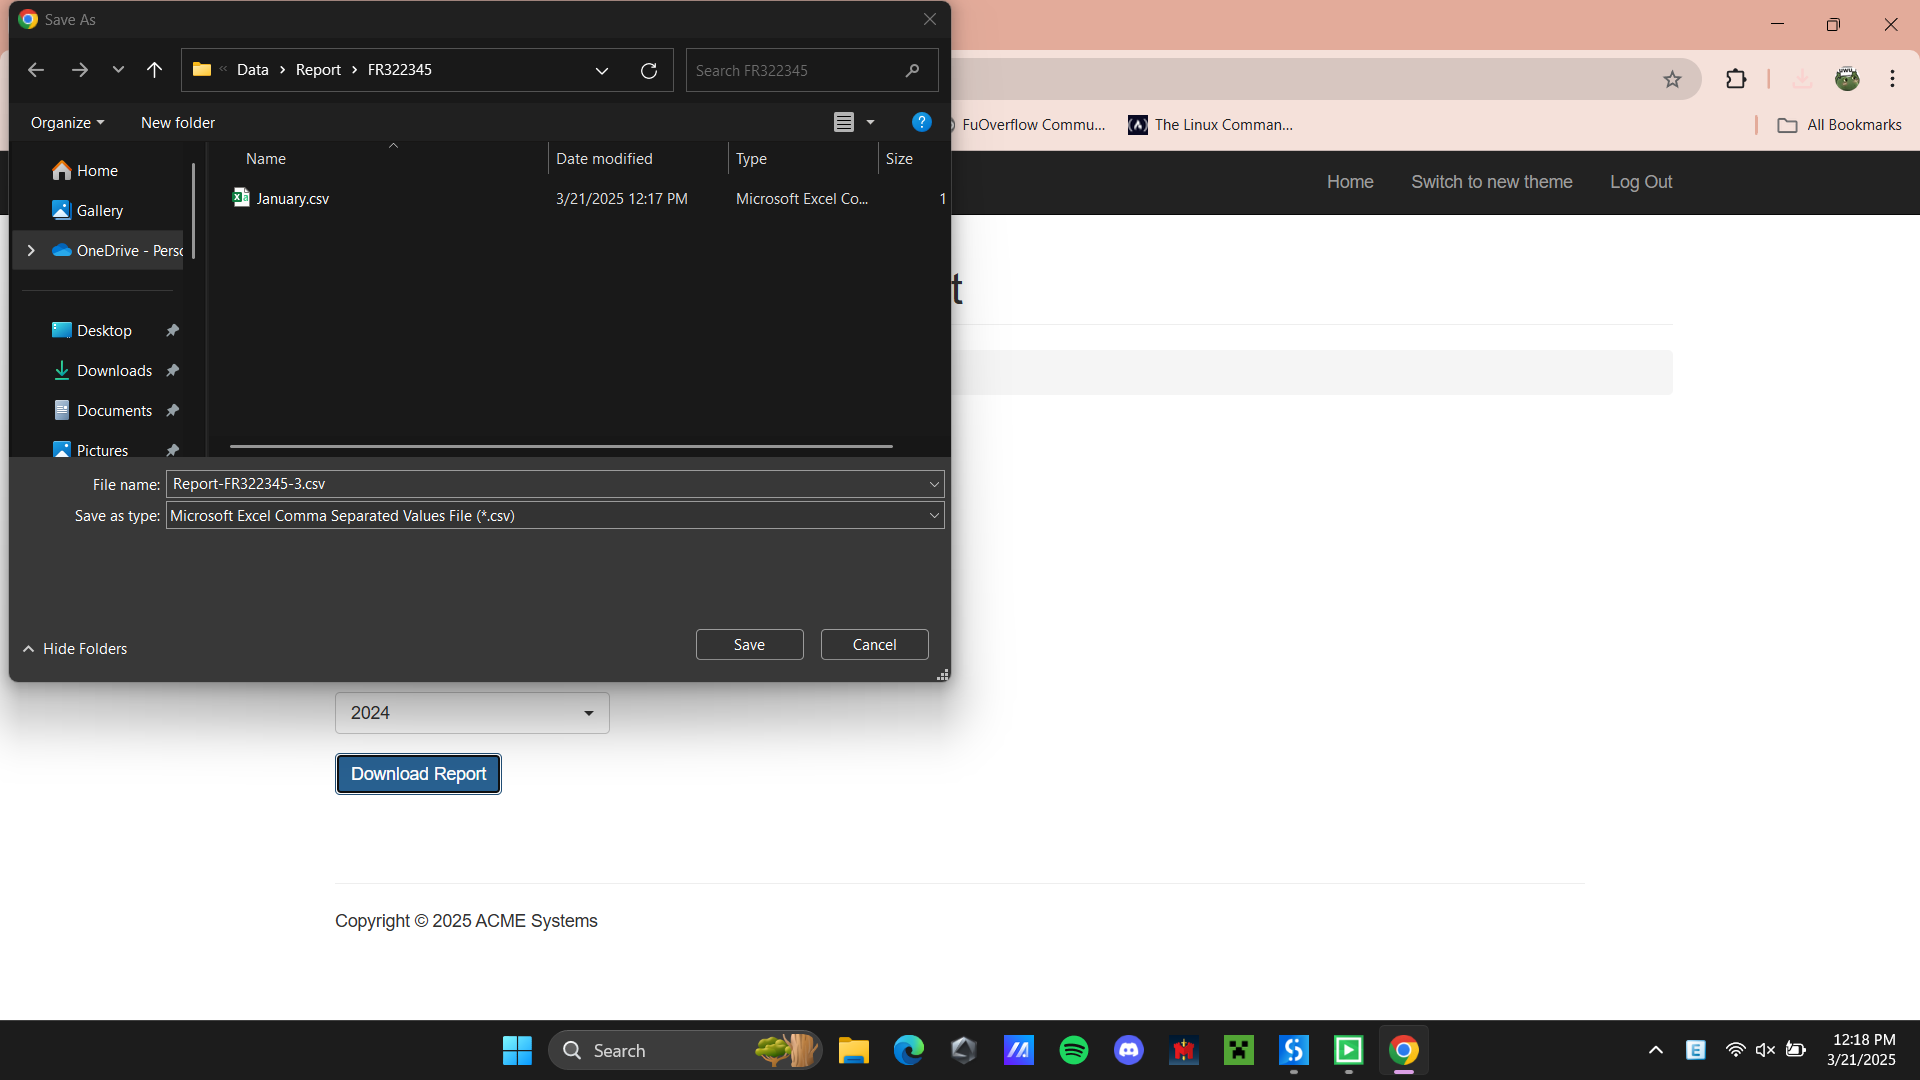 Save As
Data › Report › FR322345
Search FR322345
Organize
New folder
?
Name
Date modified
Type
Size
January.csv
3/21/2025 12:17 PM
Microsoft Excel Co...
1
Home
Gallery
OneDrive - Perso
Desktop
Downloads
Documents
Pictures
File name: Report-FR322345-3.csv
Save as type: Microsoft Excel Comma Separated Values File (*.csv)
Hide Folders
Save
Cancel
FuOverflow Commu...
The Linux Comman...
All Bookmarks
Home
Switch to new theme
Log Out
t
2024
Download Report
Copyright © 2025 ACME Systems
Search
E
12:18 PM
3/21/2025